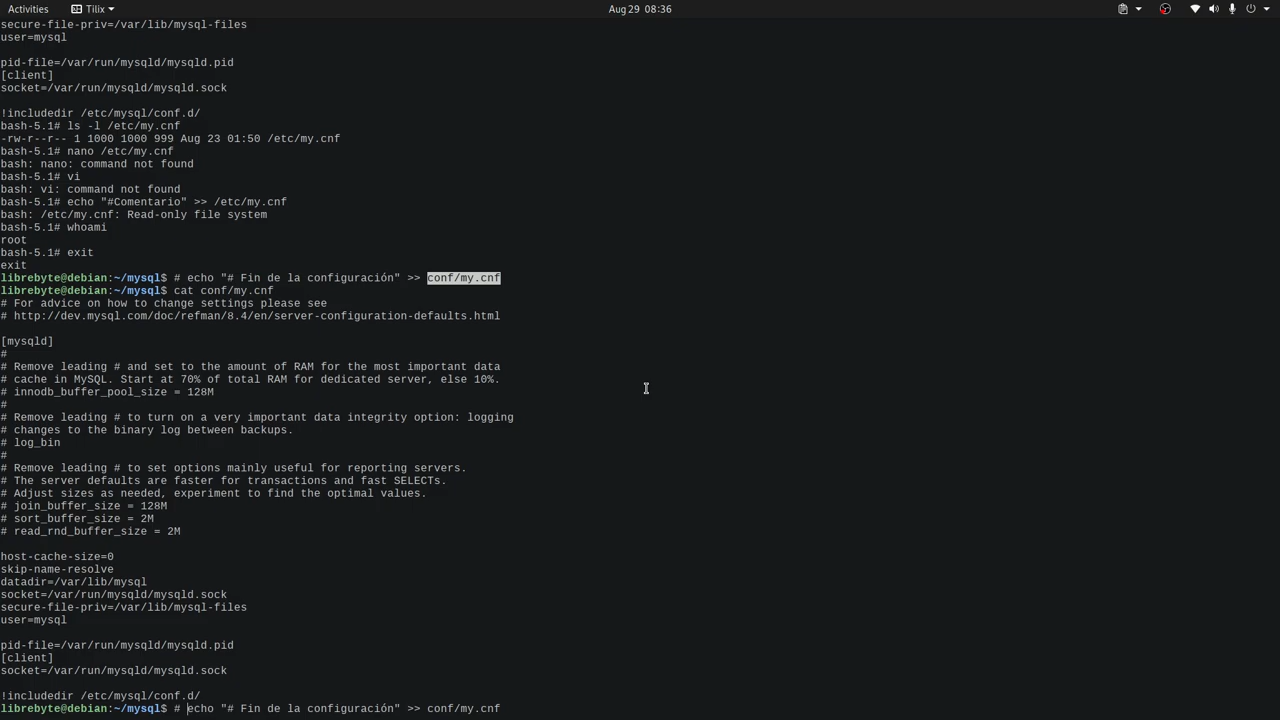 Activities Tilix Aug 29 08:36
secure-file-priv=/var/lib/mysql-files
user=mysql
pid-file=/var/run/mysqld/mysqld.pid
[client]
socket=/var/run/mysqld/mysqld.sock
!includedir /etc/mysql/conf.d/
bash-5.1# ls -l /etc/my.cnf
-rw-r--r-- 1 1000 1000 999 Aug 23 01:50 /etc/my.cnf
bash-5.1# nano /etc/my.cnf
bash: nano: command not found
bash-5.1# vi
bash: vi: command not found
bash-5.1# echo "#Comentario" >> /etc/my.cnf
bash: /etc/my.cnf: Read-only file system
bash-5.1# whoami
root
bash-5.1# exit
exit
librebyte@debian:~/mysql$ # echo "# Fin de la configuración" >> conf/my.cnf
librebyte@debian:~/mysql$ cat conf/my.cnf
# For advice on how to change settings please see
# http://dev.mysql.com/doc/refman/8.4/en/server-configuration-defaults.html
[mysqld]
#
# Remove leading # and set to the amount of RAM for the most important data
# cache in MySQL. Start at 70% of total RAM for dedicated server, else 10%.
# innodb_buffer_pool_size = 128M
#
# Remove leading # to turn on a very important data integrity option: logging
# changes to the binary log between backups.
# log_bin
#
# Remove leading # to set options mainly useful for reporting servers.
# The server defaults are faster for transactions and fast SELECTs.
# Adjust sizes as needed, experiment to find the optimal values.
# join_buffer_size = 128M
# sort_buffer_size = 2M
# read_rnd_buffer_size = 2M
host-cache-size=0
skip-name-resolve
datadir=/var/lib/mysql
socket=/var/run/mysqld/mysqld.sock
secure-file-priv=/var/lib/mysql-files
user=mysql
pid-file=/var/run/mysqld/mysqld.pid
[client]
socket=/var/run/mysqld/mysqld.sock
!includedir /etc/mysql/conf.d/
librebyte@debian:~/mysql$ # echo "# Fin de la configuración" >> conf/my.cnf